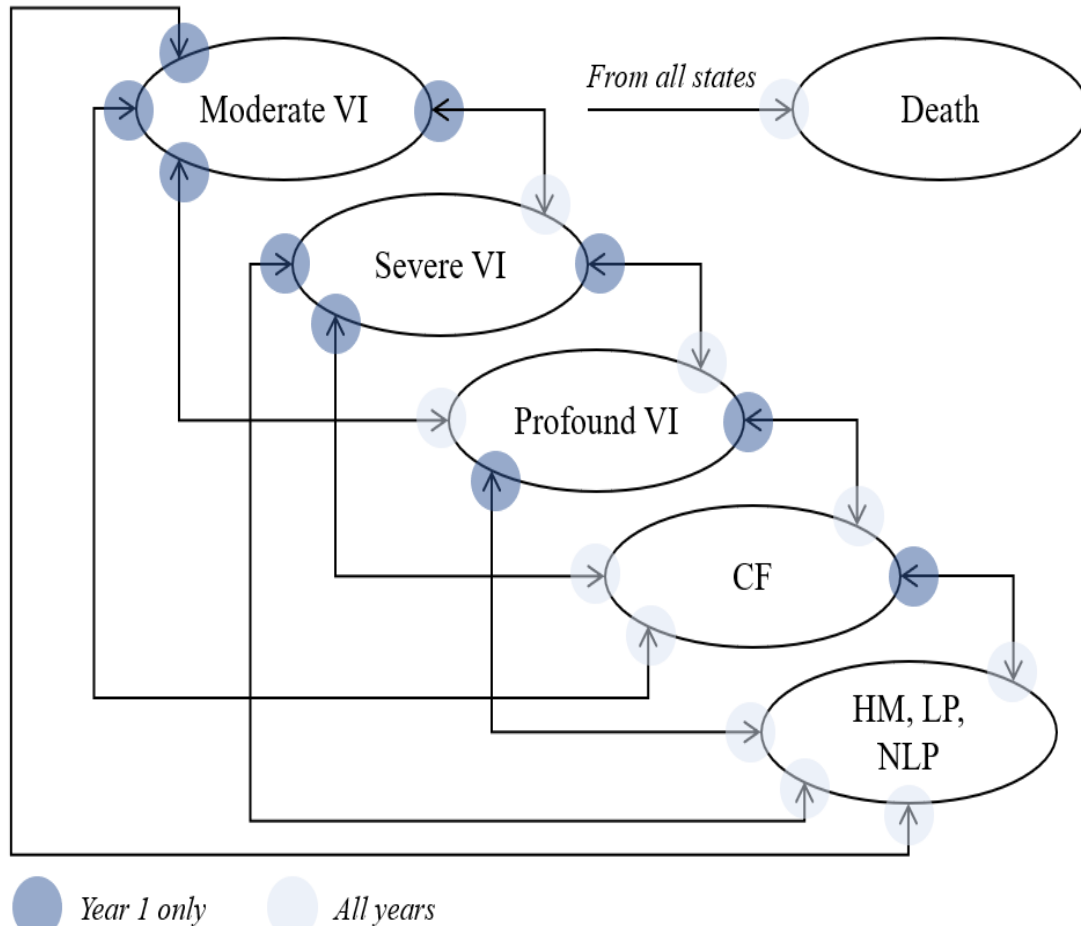 From all states
Moderate VI
Death
Severe VI
Profound VI
CF
HM, LP,
NLP
Year 1 only
All years